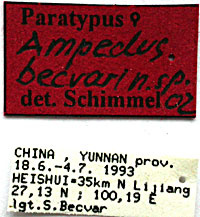 Paratypus ♀
Ampedus
becvari n. sp.
det. Schimmel 02
CHINA YUNNAN prov.
18.6.-4.7. 1993
HEISHUI=35km N Lijiang
27,13 N ; 100,19 E
lgt.S.Becvar